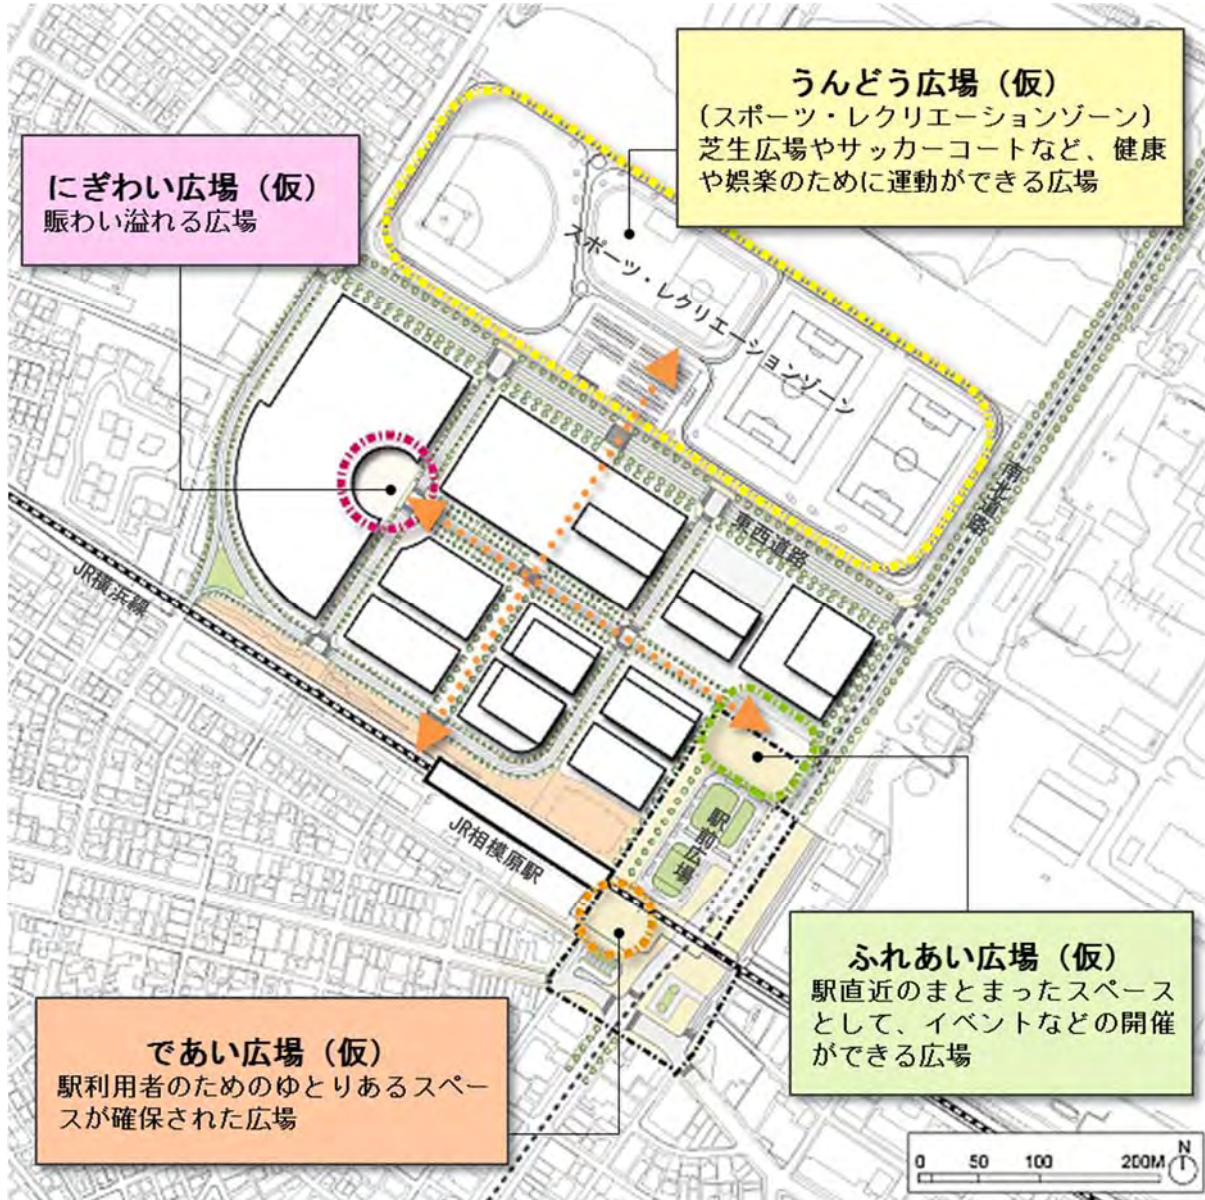 うんどう広場（仮）
（スポーツ・レクリエーションゾーン）
芝生広場やサッカーコートなど、健康
や娯楽のために運動ができる広場
にぎわい広場（仮）
賑わい溢れる広場
スポーツ・レクリエーションゾーン
南北道路
東西道路
JR横浜線
JR相模原駅
駅前広場
ふれあい広場（仮）
駅直近のまとまったスペース
として、イベントなどの開催
ができる広場
であい広場（仮）
駅利用者のためのゆとりあるスペー
スが確保された広場
0 50 100 200M N